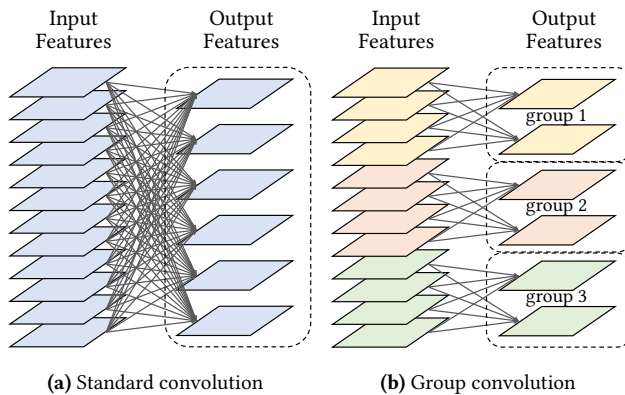 Input
Features
Output
Features
Input
Features
Output
Features
group 1
group 2
group 3
(a) Standard convolution
(b) Group convolution